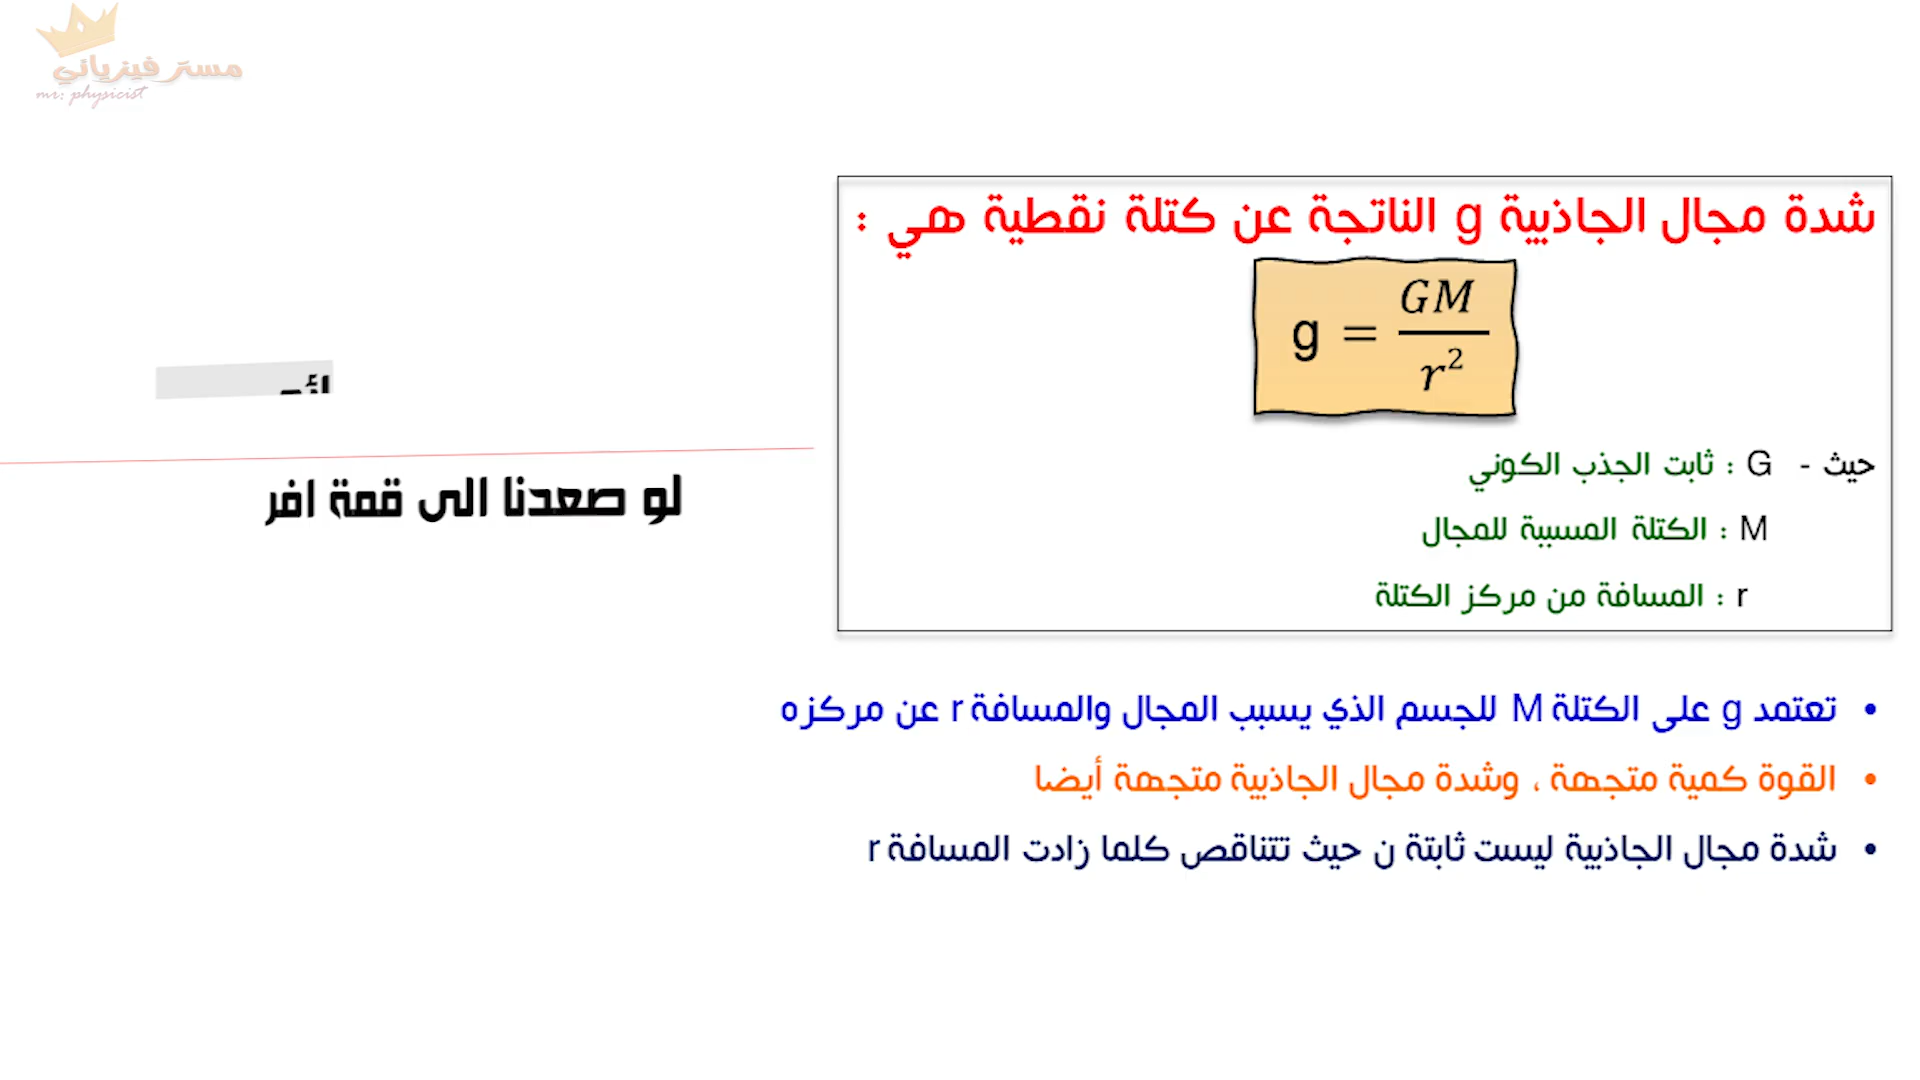 مستر فيزيائي
mr: physicist
شدة مجال الجاذبية g الناتجة عن كتلة نقطية هي :
g = GM / r²
حيث - G : ثابت الجذب الكوني
M : الكتلة المسببة للمجال
r : المسافة من مركز الكتلة
لو صعدنا الى قمة افر
• تعتمد g على الكتلة M للجسم الذي يسبب المجال والمسافة r عن مركزه
• القوة كمية متجهة ، وشدة مجال الجاذبية متجهة أيضا
• شدة مجال الجاذبية ليست ثابتة ن حيث تتناقص كلما زادت المسافة r